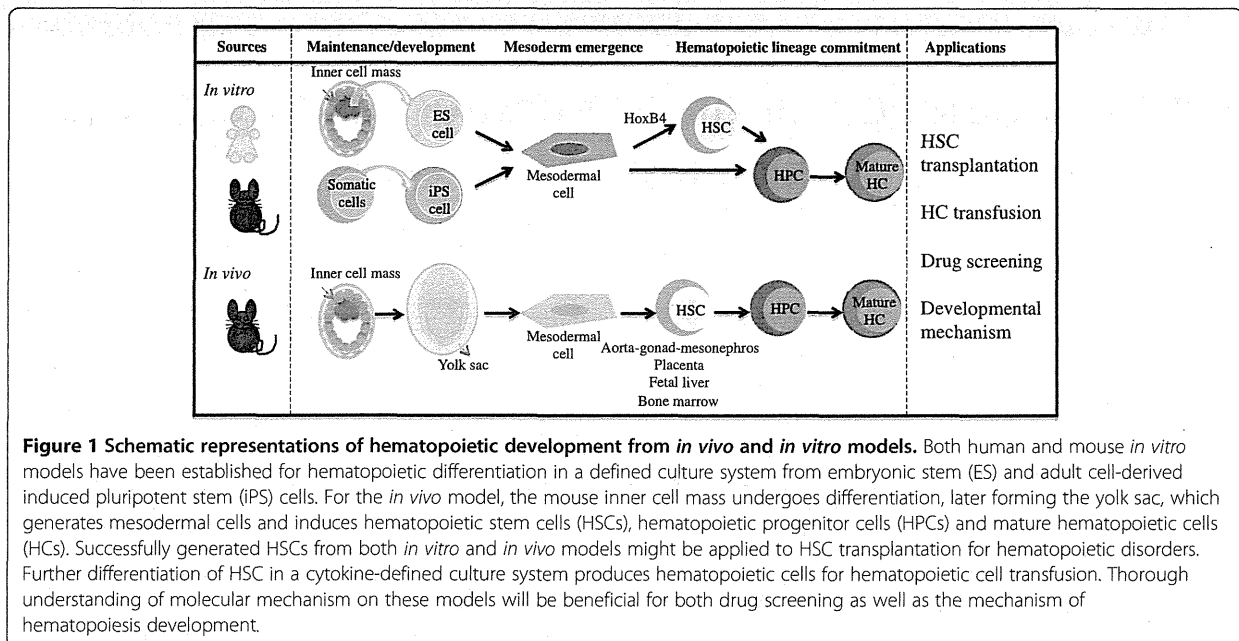 Sources Maintenance/development Mesoderm emergence Hematopoietic lineage commitment Applications
In vitro
Inner cell mass
ES
cell
HoxB4
HSC
Mesodermal
cell
Somatic
cells
iPS
cell
HPC
Mature
HC
HSC
transplantation
HC transfusion
Drug screening
Developmental
mechanism
In vivo
Inner cell mass
Yolk sac
Mesodermal
cell
HSC
HPC
Mature
HC
Aorta-gonad-mesonephros
Placenta
Fetal liver
Bone marrow
Figure 1 Schematic representations of hematopoietic development from in vivo and in vitro models. Both human and mouse in vitro
models have been established for hematopoietic differentiation in a defined culture system from embryonic stem (ES) and adult cell-derived
induced pluripotent stem (iPS) cells. For the in vivo model, the mouse inner cell mass undergoes differentiation, later forming the yolk sac, which
generates mesodermal cells and induces hematopoietic stem cells (HSCs), hematopoietic progenitor cells (HPCs) and mature hematopoietic cells
(HCs). Successfully generated HSCs from both in vitro and in vivo models might be applied to HSC transplantation for hematopoietic disorders.
Further differentiation of HSC in a cytokine-defined culture system produces hematopoietic cells for hematopoietic cell transfusion. Thorough
understanding of molecular mechanism on these models will be beneficial for both drug screening as well as the mechanism of
hematopoiesis development.